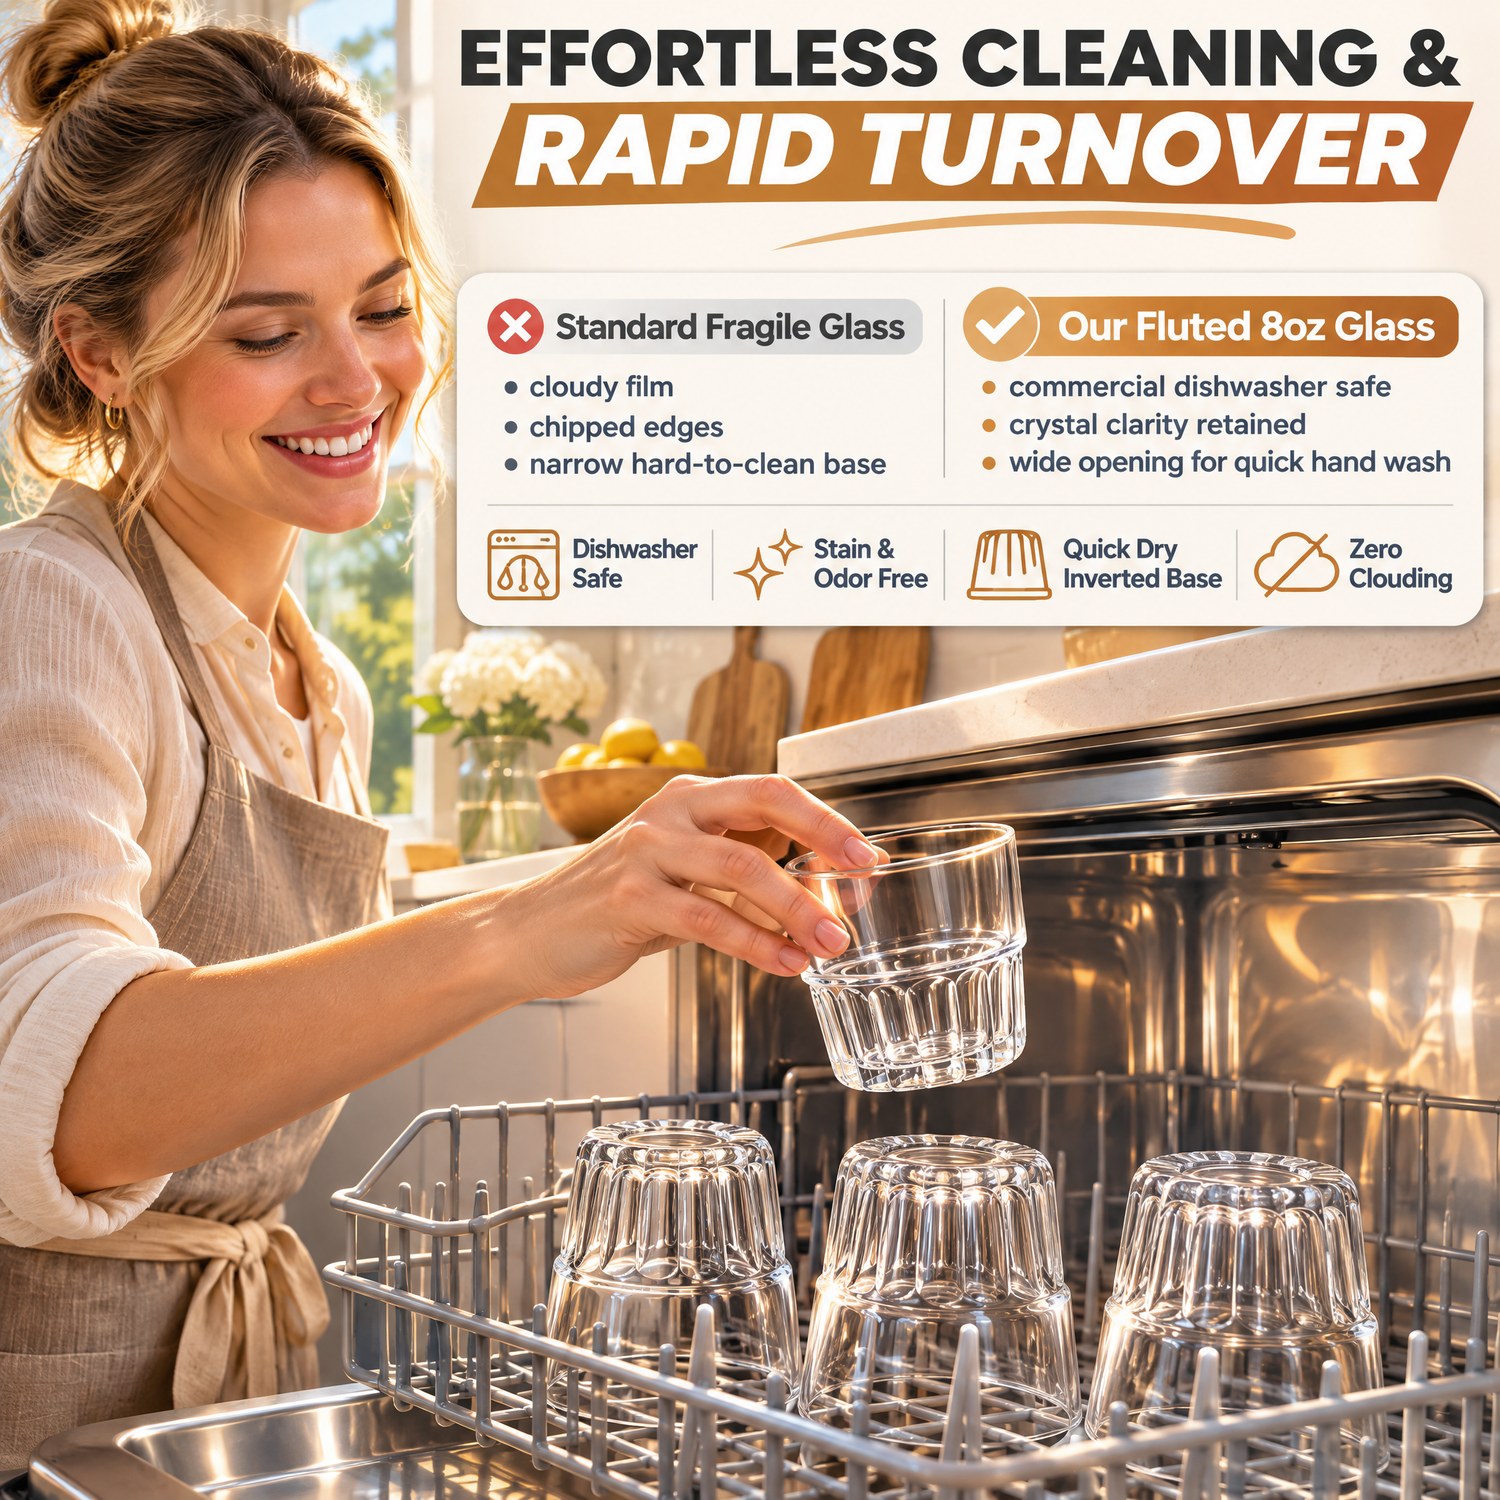 EFFORTLESS CLEANING &
RAPID TURNOVER
Standard Fragile Glass
• cloudy film
• chipped edges
• narrow hard-to-clean base
Our Fluted 8oz Glass
• commercial dishwasher safe
• crystal clarity retained
• wide opening for quick hand wash
Dishwasher
Safe
Stain &
Odor Free
Quick Dry
Inverted Base
Zero
Clouding